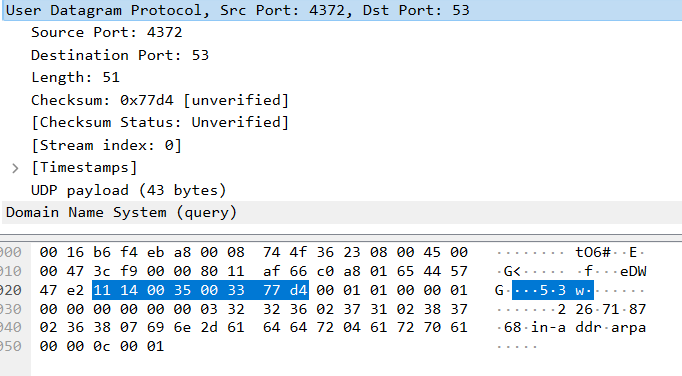 User Datagram Protocol, Src Port: 4372, Dst Port: 53
Source Port: 4372
Destination Port: 53
Length: 51
Checksum: 0x77d4 [unverified]
[Checksum Status: Unverified]
[Stream index: 0]
[Timestamps]
UDP payload (43 bytes)
Domain Name System (query)
000 00 16 b6 f4 eb a8 00 08 74 4f 36 23 08 00 45 00 ········ tO6#··E·
010 00 47 3c f9 00 00 80 11 af 66 c0 a8 01 65 44 57 ·G<····· ·f···eDW
020 47 e2 11 14 00 35 00 33 77 d4 00 01 01 00 00 01 G····5·3 w·······
030 00 00 00 00 00 00 03 32 32 36 02 37 31 02 38 37 ·······2 26·71·87
040 02 36 38 07 69 6e 2d 61 64 64 72 04 61 72 70 61 ·68·in-a ddr·arpa
050 00 00 0c 00 01 ·····